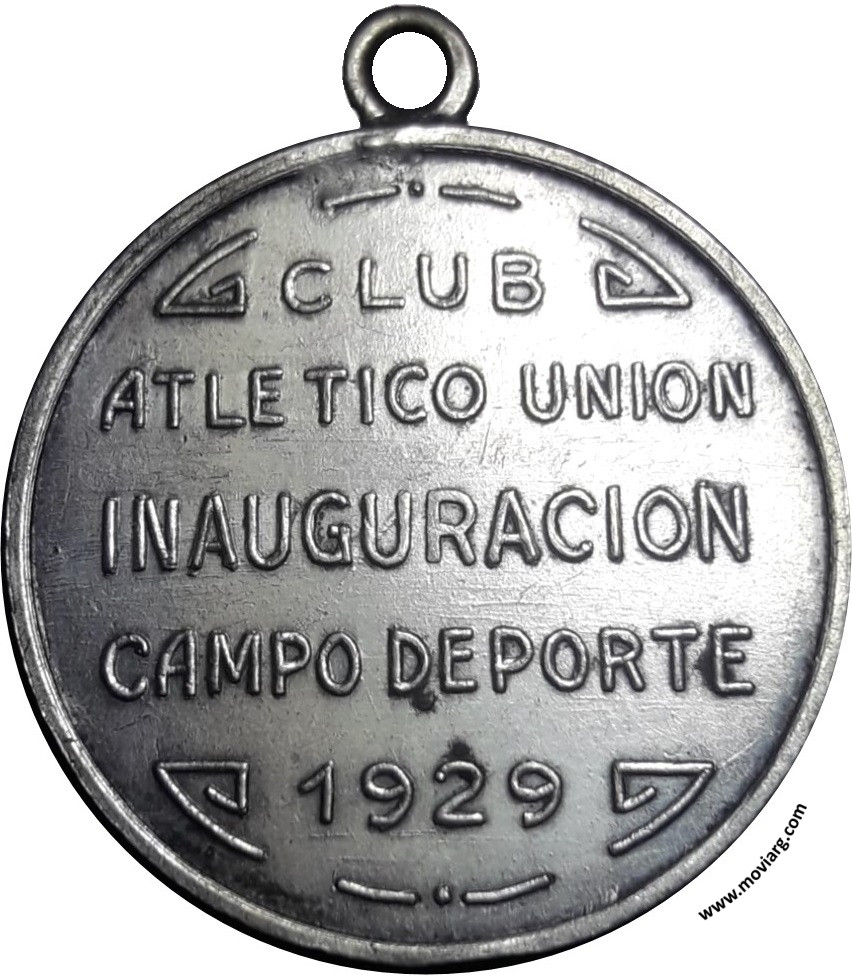 CLUB
ATLETICO UNION
INAUGURACION
CAMPO DEPORTE
1929
www.moviarg.com